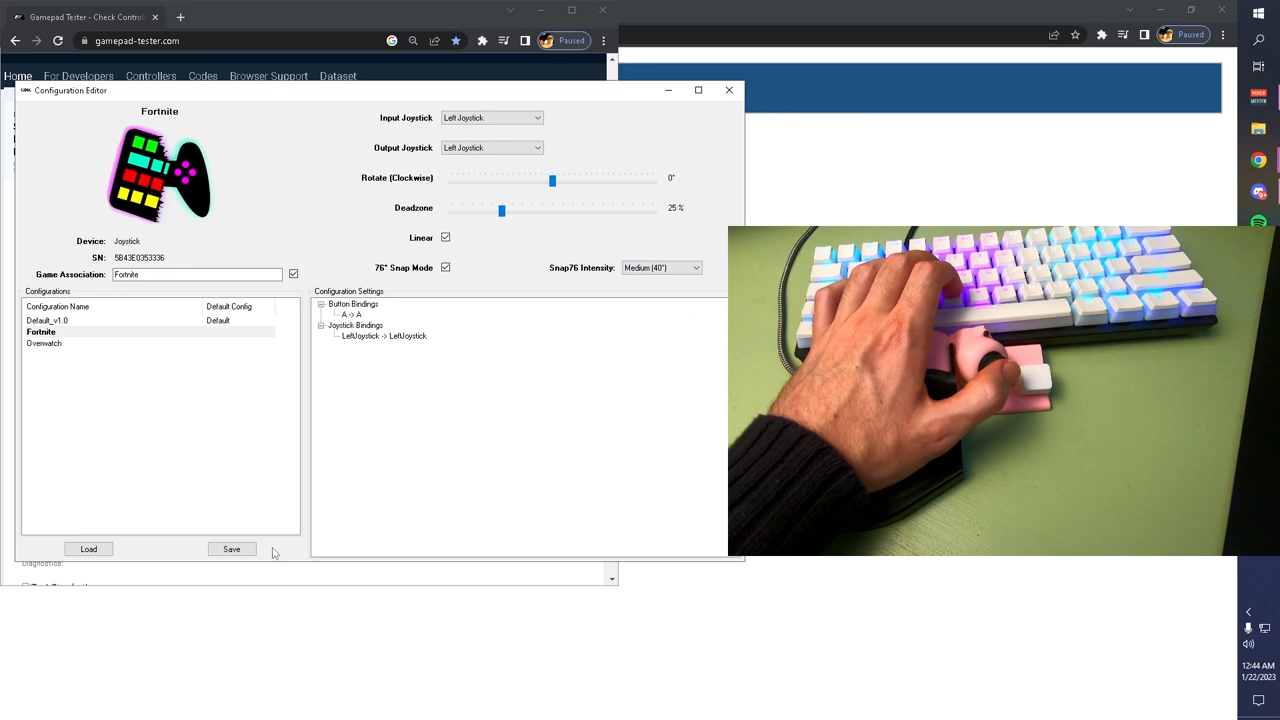 Gamepad Tester - Check Control
gamepad-tester.com
Paused
Paused
Home For Developers Controllers Codes Browser Support Dataset
Configuration Editor
Fortnite
Device: Joystick
SN: 5B43E0353336
Game Association: Fortnite
Input Joystick Left Joystick
Output Joystick Left Joystick
Rotate (Clockwise) 0°
Deadzone 25 %
Linear
76° Snap Mode Snap76 Intensity: Medium (40°)
Configurations
Configuration Name Default Config
Default_v1.0 Default
Fortnite
Overwatch
Load Save
Configuration Settings
Button Bindings
A -> A
Joystick Bindings
LeftJoystick -> LeftJoystick
Diagnostics:
VOICE
MEETER
12:44 AM
1/22/2023